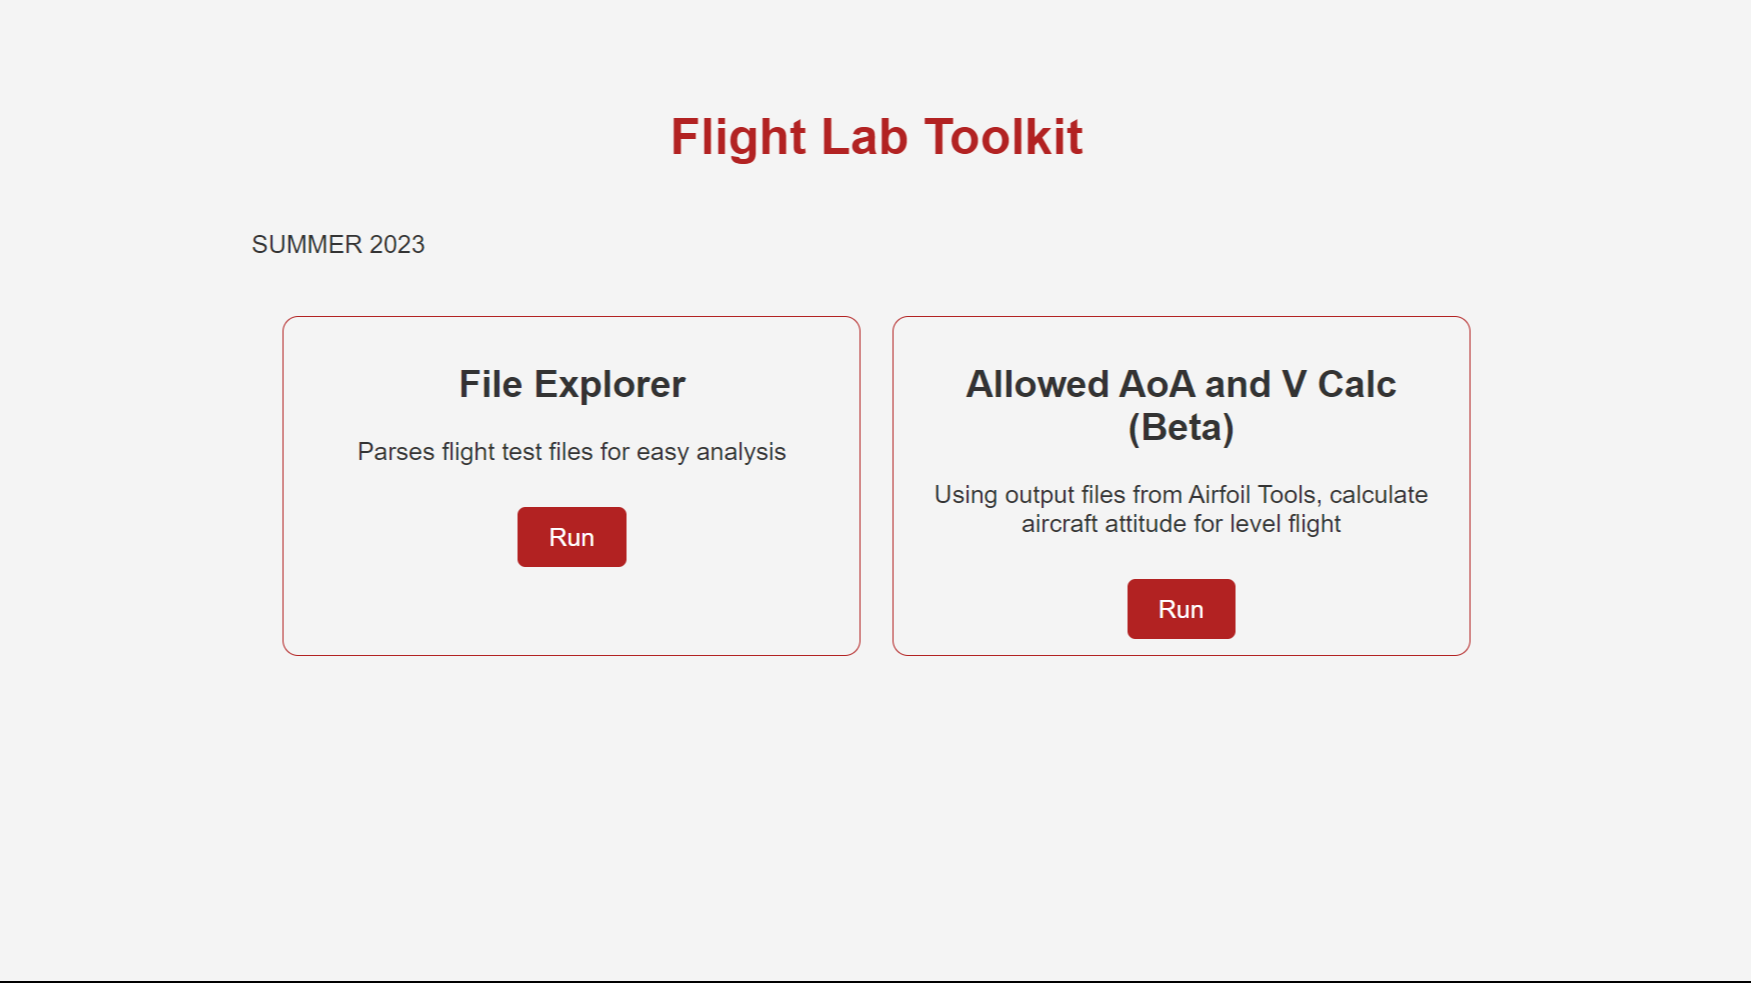 Flight Lab Toolkit
SUMMER 2023
File Explorer
Parses flight test files for easy analysis
Run
Allowed AoA and V Calc
(Beta)
Using output files from Airfoil Tools, calculate
aircraft attitude for level flight
Run